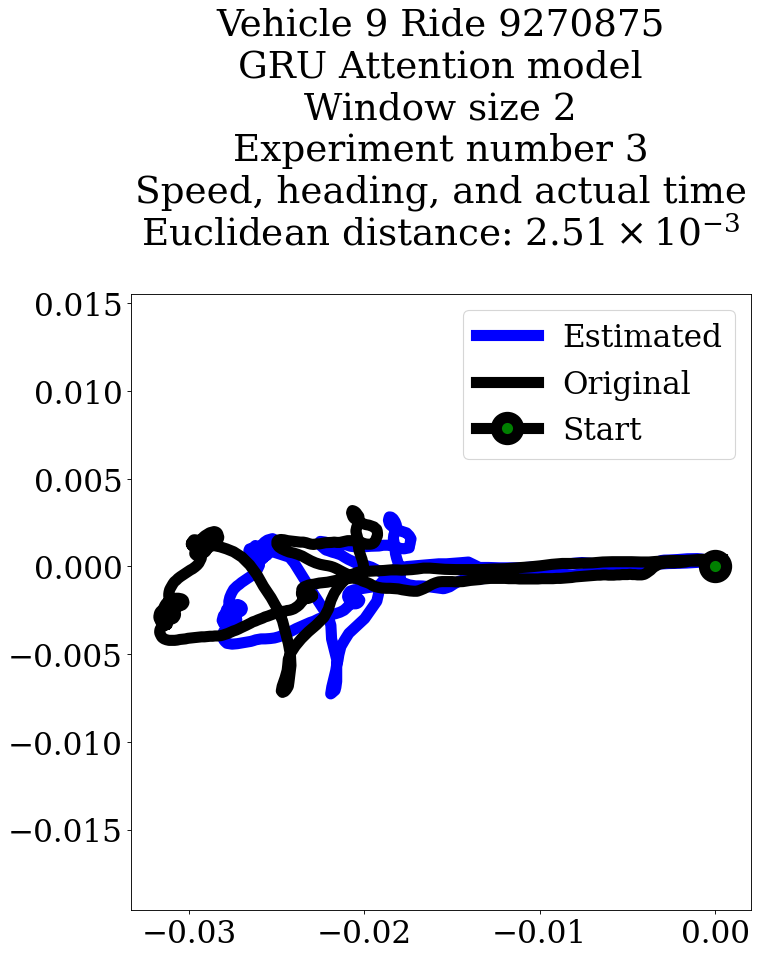 Vehicle 9 Ride 9270875
GRU Attention model
Window size 2
Experiment number 3
Speed, heading, and actual time
Euclidean distance: 2.51 × 10⁻³
0.015
0.010
0.005
0.000
−0.005
−0.010
−0.015
Estimated
Original
Start
−0.03
−0.02
−0.01
0.00